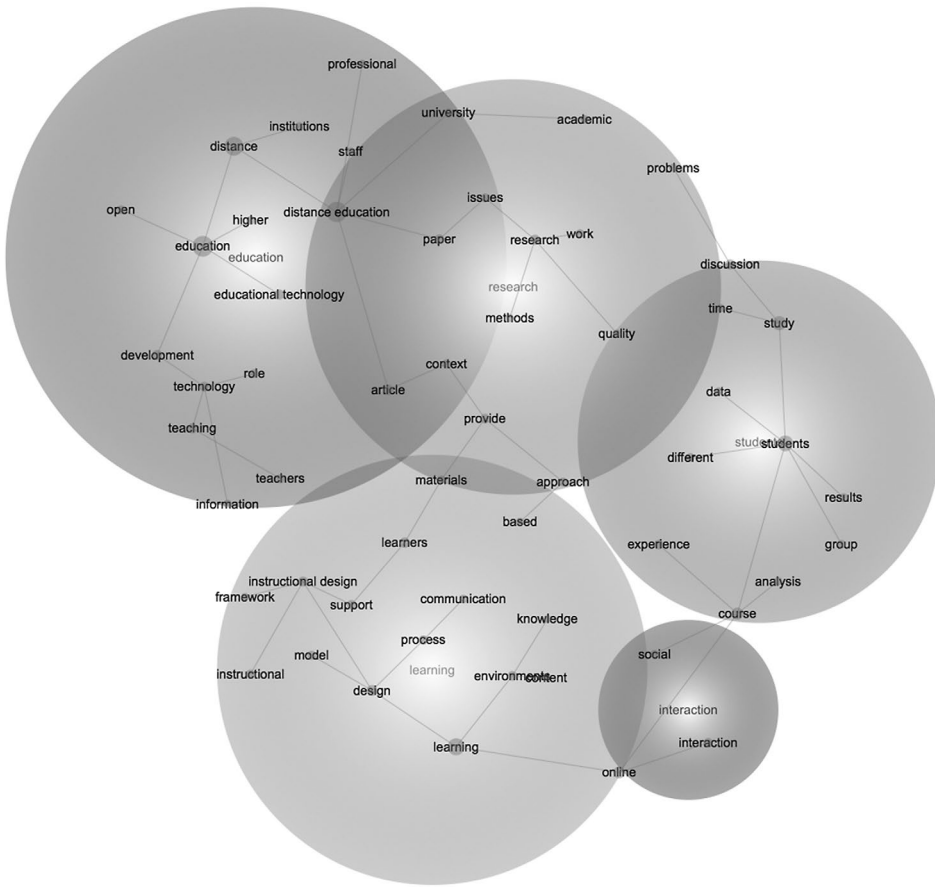 professional
university
academic
institutions
distance
staff
problems
issues
open
higher
distance education
education
paper
research
work
education
discussion
educational technology
research
time
methods
study
quality
development
context
role
technology
article
data
provide
teaching
students
students
different
teachers
materials
approach
results
information
based
learners
experience
group
instructional design
analysis
framework
support
communication
course
knowledge
process
model
social
learning
instructional
environments
content
design
interaction
interaction
learning
online